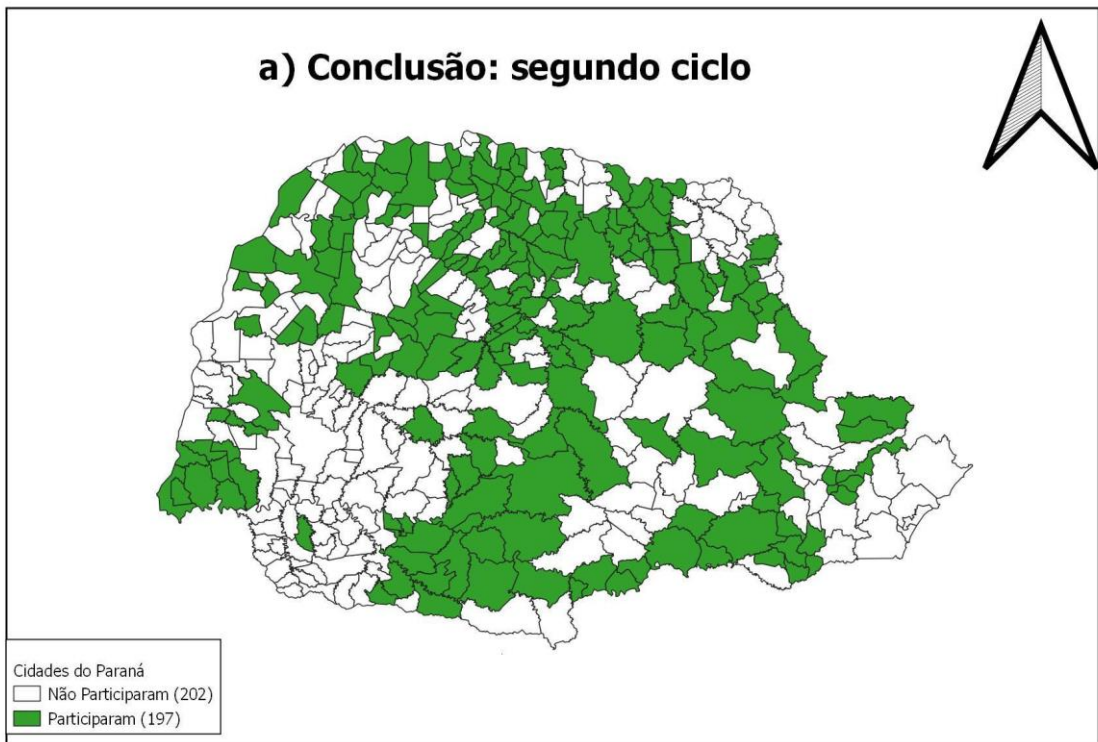 a) Conclusão: segundo ciclo
Cidades do Paraná
Não Participaram (202)
Participaram (197)